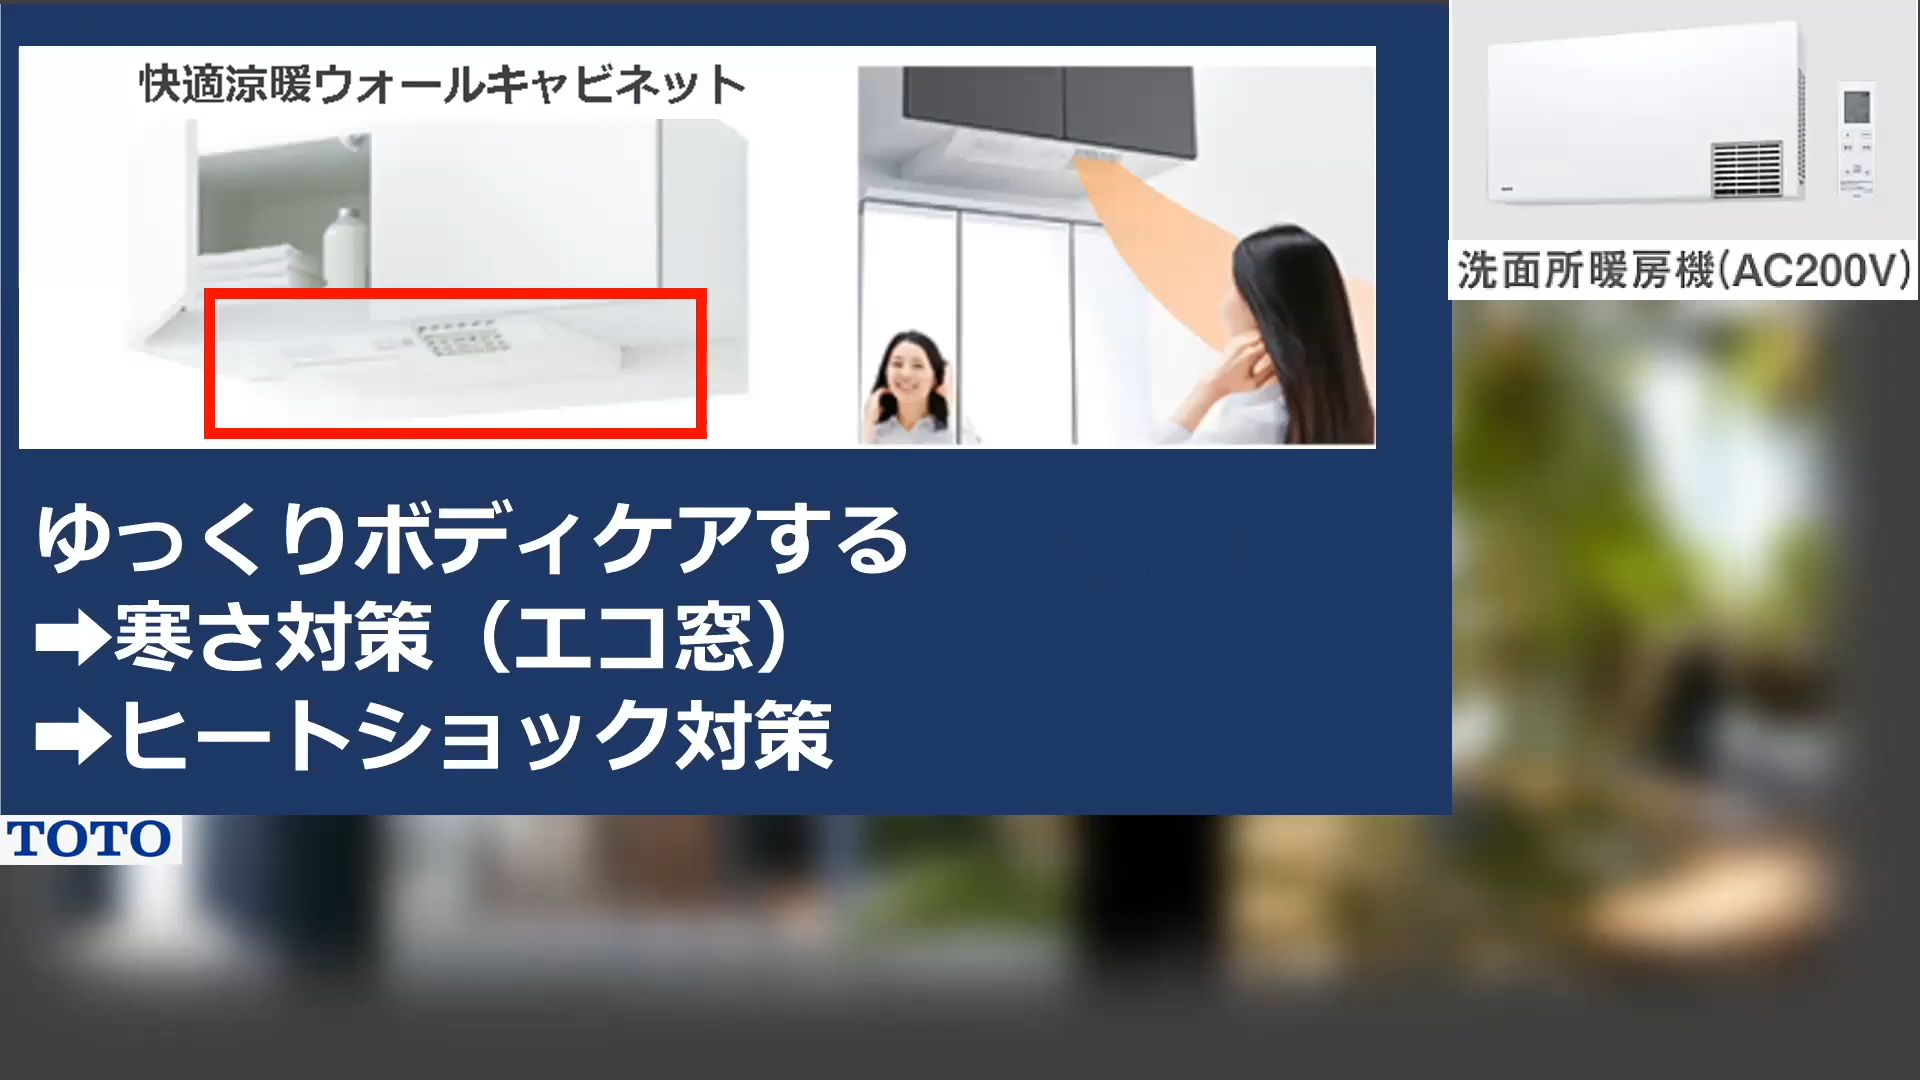 快適涼暖ウォールキャビネット
洗面所暖房機(AC200V)
ゆっくりボディケアする
➡寒さ対策（エコ窓）
➡ヒートショック対策
TOTO